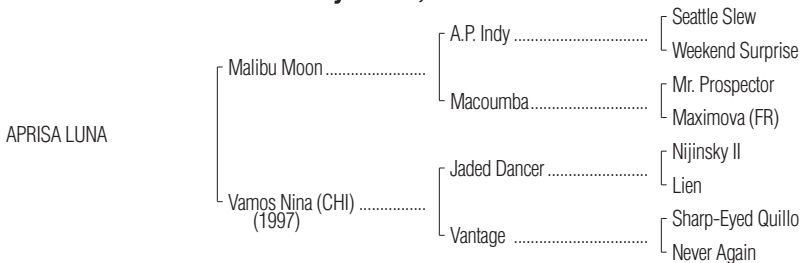 Seattle Slew
A.P. Indy
Weekend Surprise
Malibu Moon
Mr. Prospector
Macoumba
Maximova (FR)
APRISA LUNA
Nijinsky II
Jaded Dancer
Lien
Vamos Nina (CHI)
(1997)
Sharp-Eyed Quillo
Vantage
Never Again